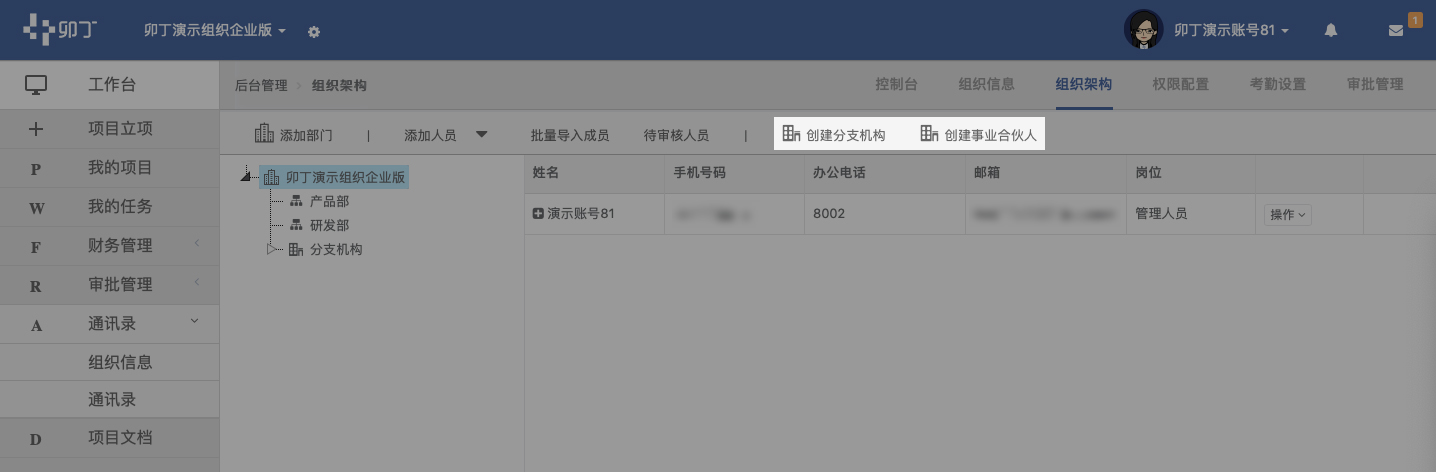 卯丁 卯丁演示组织企业版 卯丁演示账号81 1
工作台
后台管理 组织架构 控制台 组织信息 组织架构 权限配置 考勤设置 审批管理
项目立项
添加部门 | 添加人员 批量导入成员 待审核人员 | 创建分支机构 创建事业合伙人
P 我的项目
卯丁演示组织企业版 姓名 手机号码 办公电话 邮箱 岗位
产品部
W 我的任务
演示账号81 8002 管理人员 操作
研发部
F 财务管理
分支机构
R 审批管理
A 通讯录
组织信息
通讯录
D 项目文档